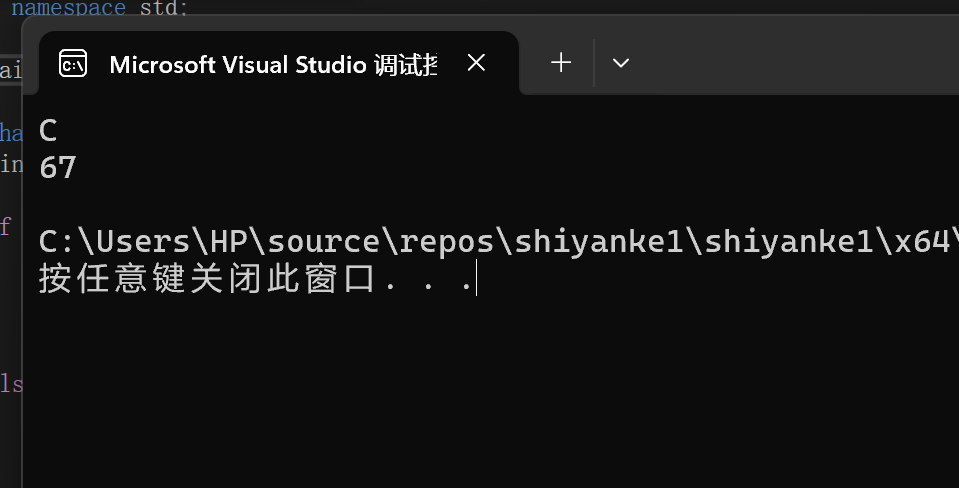 namespace std;
Microsoft Visual Studio 调试
C
67
C:\Users\HP\source\repos\shiyanke1\shiyanke1\x64\
按任意键关闭此窗口. . .